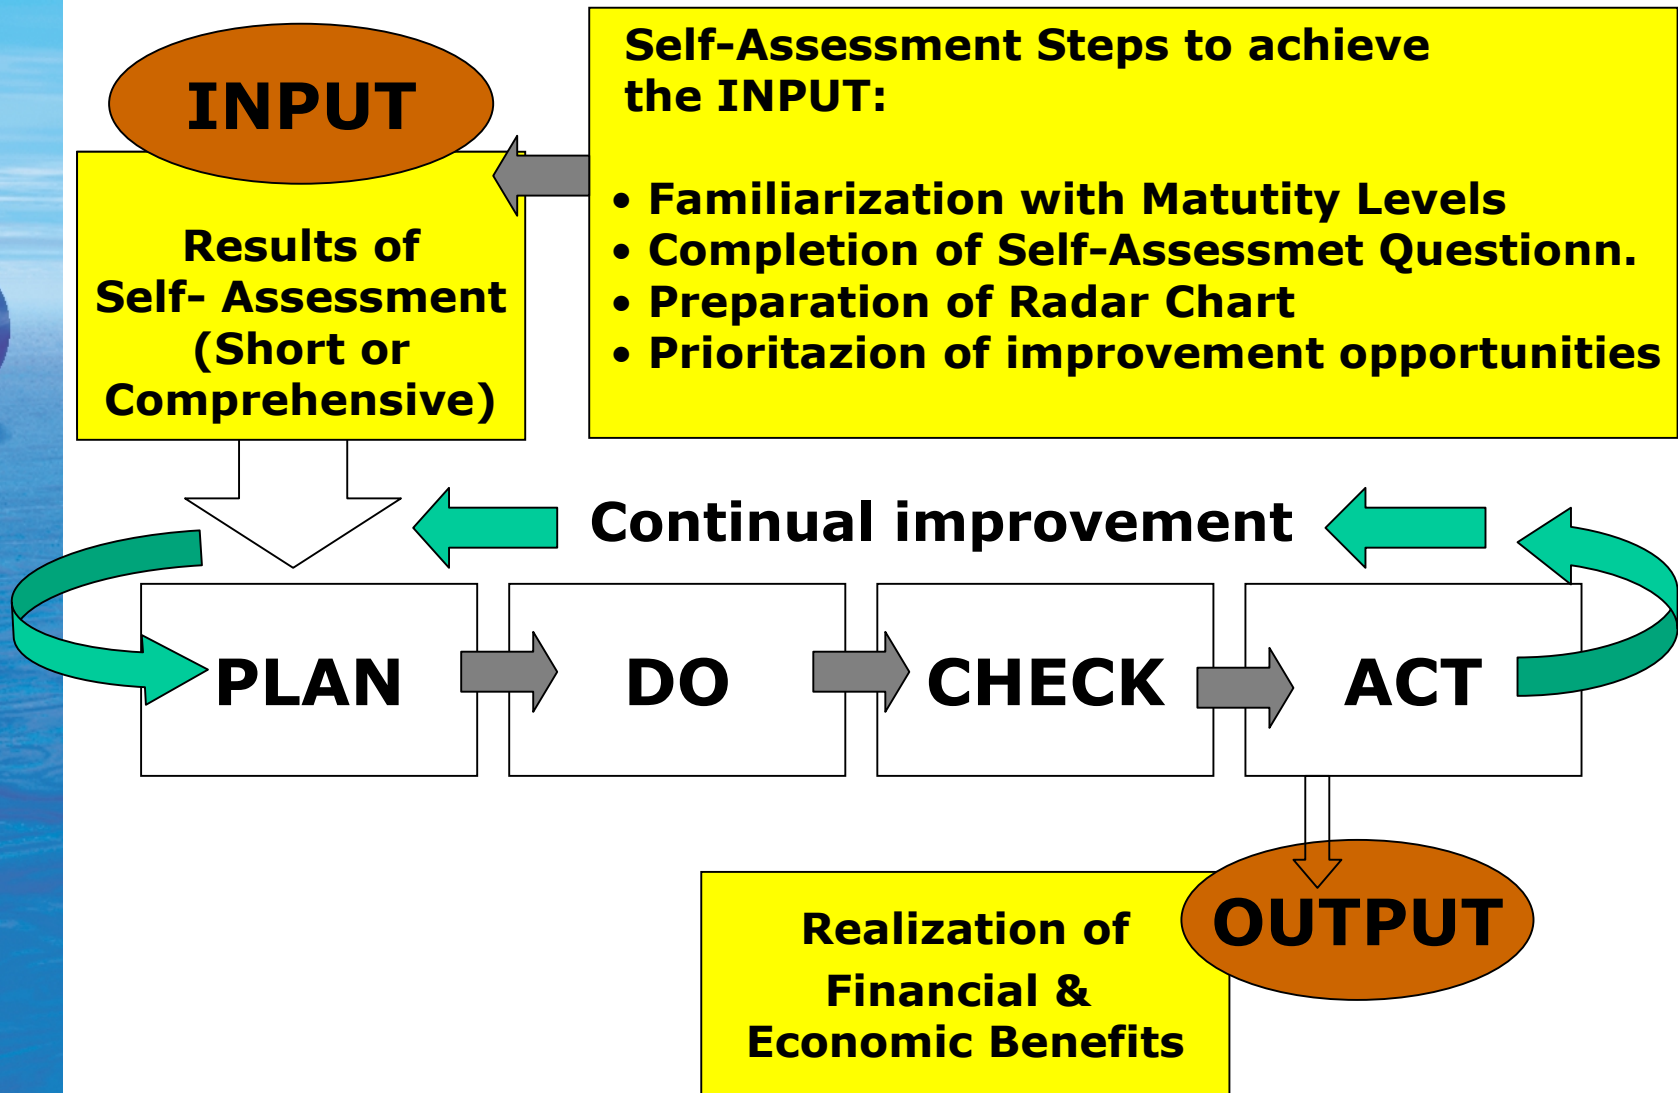 INPUT
Results of
Self- Assessment
(Short or
Comprehensive)
Self-Assessment Steps to achieve
the INPUT:
• Familiarization with Matutity Levels
• Completion of Self-Assessmet Questionn.
• Preparation of Radar Chart
• Prioritazion of improvement opportunities
Continual improvement
PLAN
DO
CHECK
ACT
OUTPUT
Realization of
Financial &
Economic Benefits